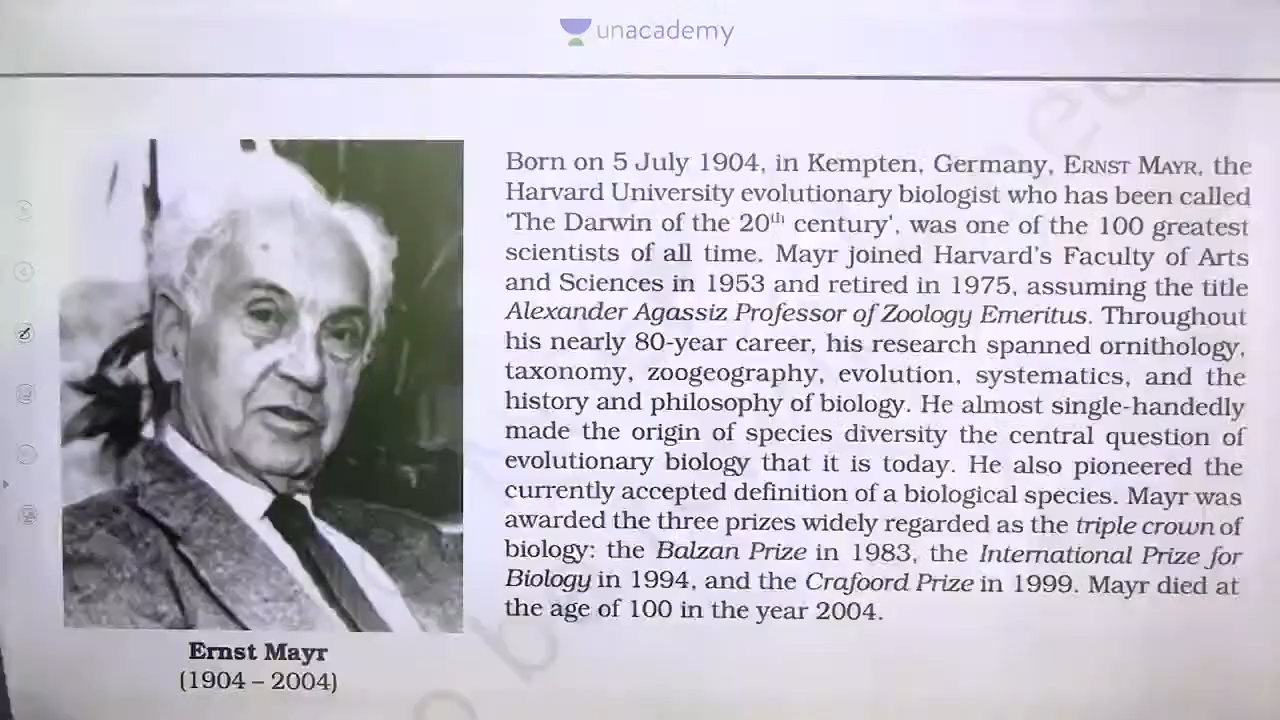 unacademy
Born on 5 July 1904, in Kempten, Germany, ERNST MAYR, the
Harvard University evolutionary biologist who has been called
'The Darwin of the 20th century', was one of the 100 greatest
scientists of all time. Mayr joined Harvard's Faculty of Arts
and Sciences in 1953 and retired in 1975, assuming the title
Alexander Agassiz Professor of Zoology Emeritus. Throughout
his nearly 80-year career, his research spanned ornithology,
taxonomy, zoogeography, evolution, systematics, and the
history and philosophy of biology. He almost single-handedly
made the origin of species diversity the central question of
evolutionary biology that it is today. He also pioneered the
currently accepted definition of a biological species. Mayr was
awarded the three prizes widely regarded as the triple crown of
biology: the Balzan Prize in 1983, the International Prize for
Biology in 1994, and the Crafoord Prize in 1999. Mayr died at
the age of 100 in the year 2004.
Ernst Mayr
(1904 – 2004)